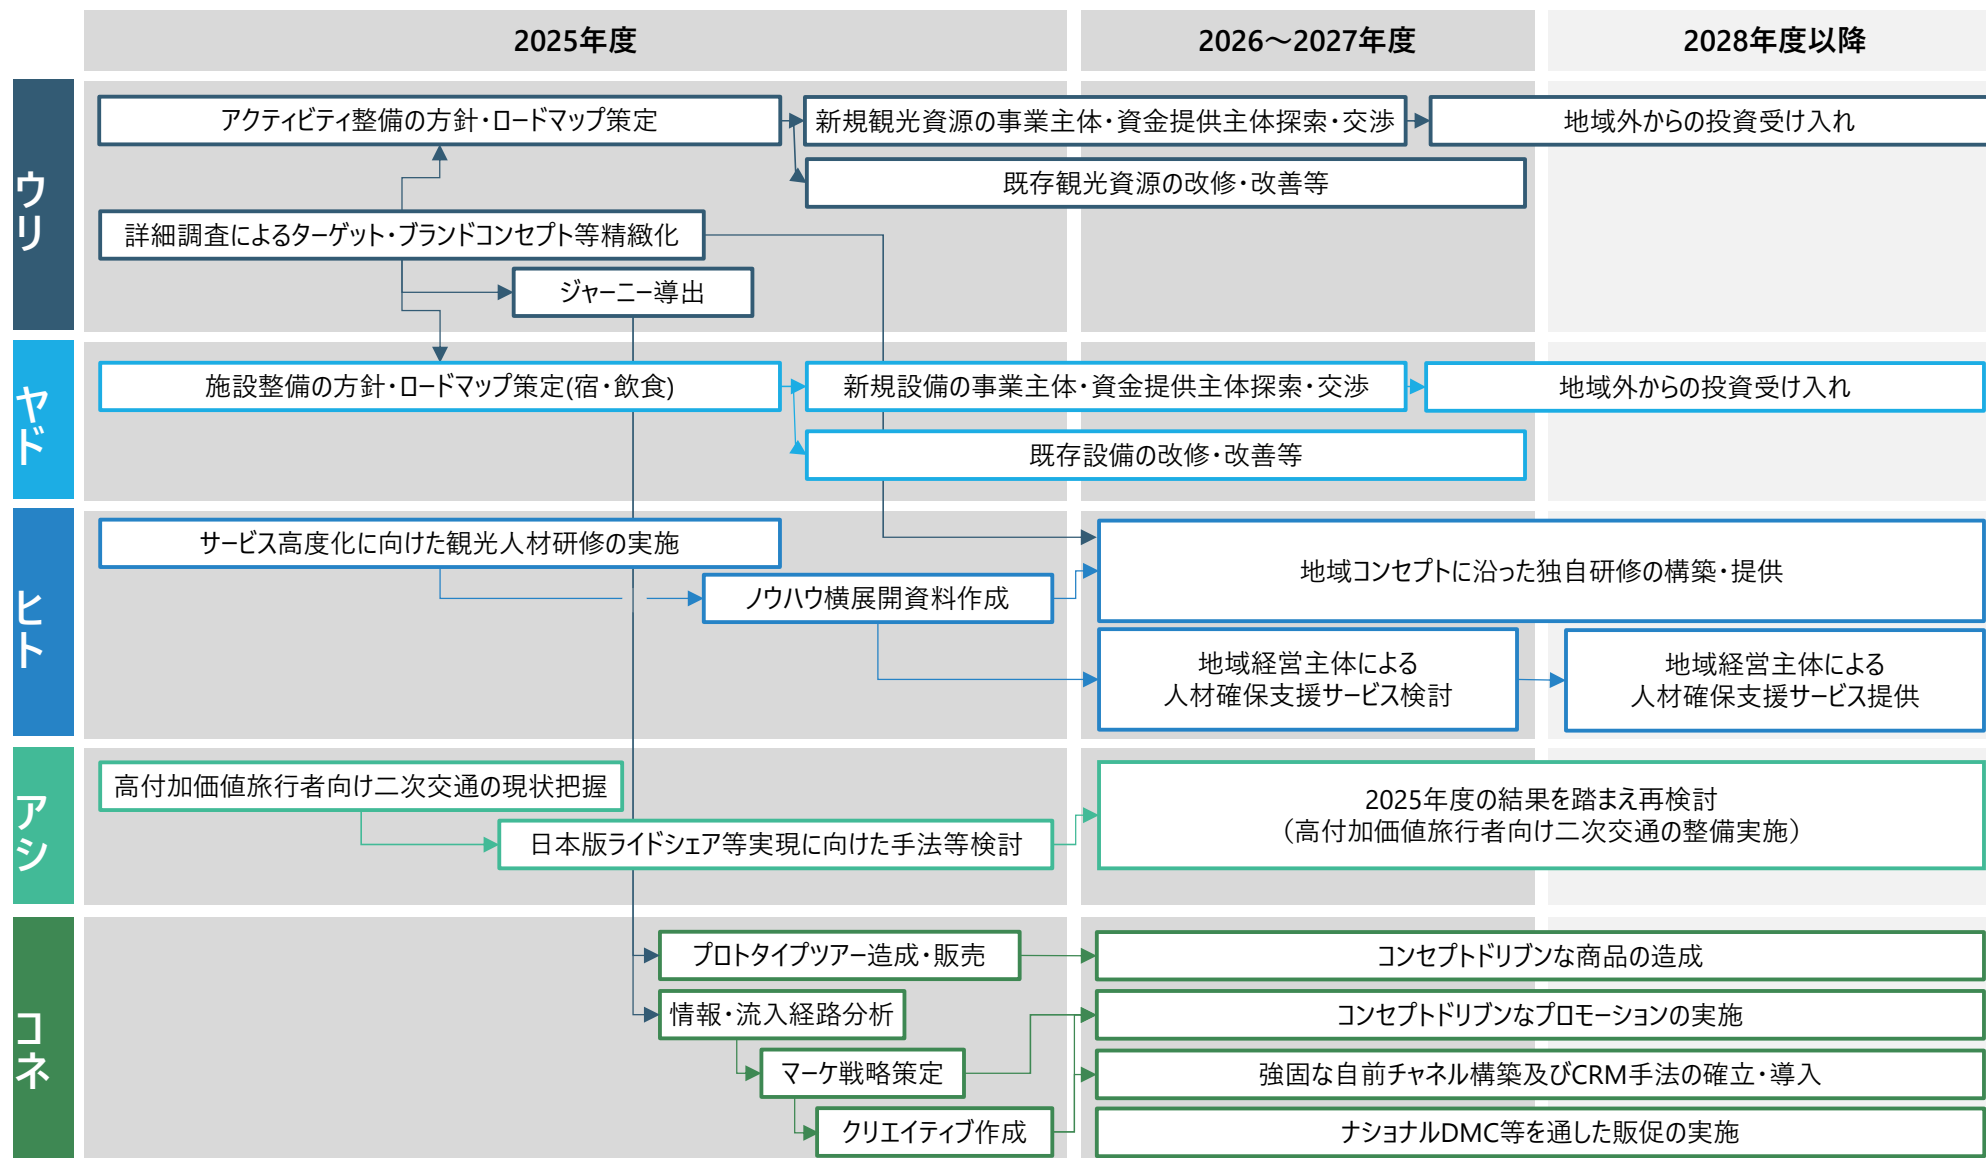 2025年度
2026～2027年度
2028年度以降
ウリ
アクティビティ整備の方針・ロードマップ策定
新規観光資源の事業主体・資金提供主体探索・交渉
地域外からの投資受け入れ
既存観光資源の改修・改善等
詳細調査によるターゲット・ブランドコンセプト等精緻化
ジャーニー導出
ヤド
施設整備の方針・ロードマップ策定(宿・飲食)
新規設備の事業主体・資金提供主体探索・交渉
地域外からの投資受け入れ
既存設備の改修・改善等
ヒト
サービス高度化に向けた観光人材研修の実施
ノウハウ横展開資料作成
地域コンセプトに沿った独自研修の構築・提供
地域経営主体による
人材確保支援サービス検討
地域経営主体による
人材確保支援サービス提供
アシ
高付加価値旅行者向け二次交通の現状把握
日本版ライドシェア等実現に向けた手法等検討
2025年度の結果を踏まえ再検討
（高付加価値旅行者向け二次交通の整備実施）
コネ
プロトタイプツアー造成・販売
コンセプトドリブンな商品の造成
情報・流入経路分析
コンセプトドリブンなプロモーションの実施
マーケ戦略策定
強固な自前チャネル構築及びCRM手法の確立・導入
クリエイティブ作成
ナショナルDMC等を通した販促の実施